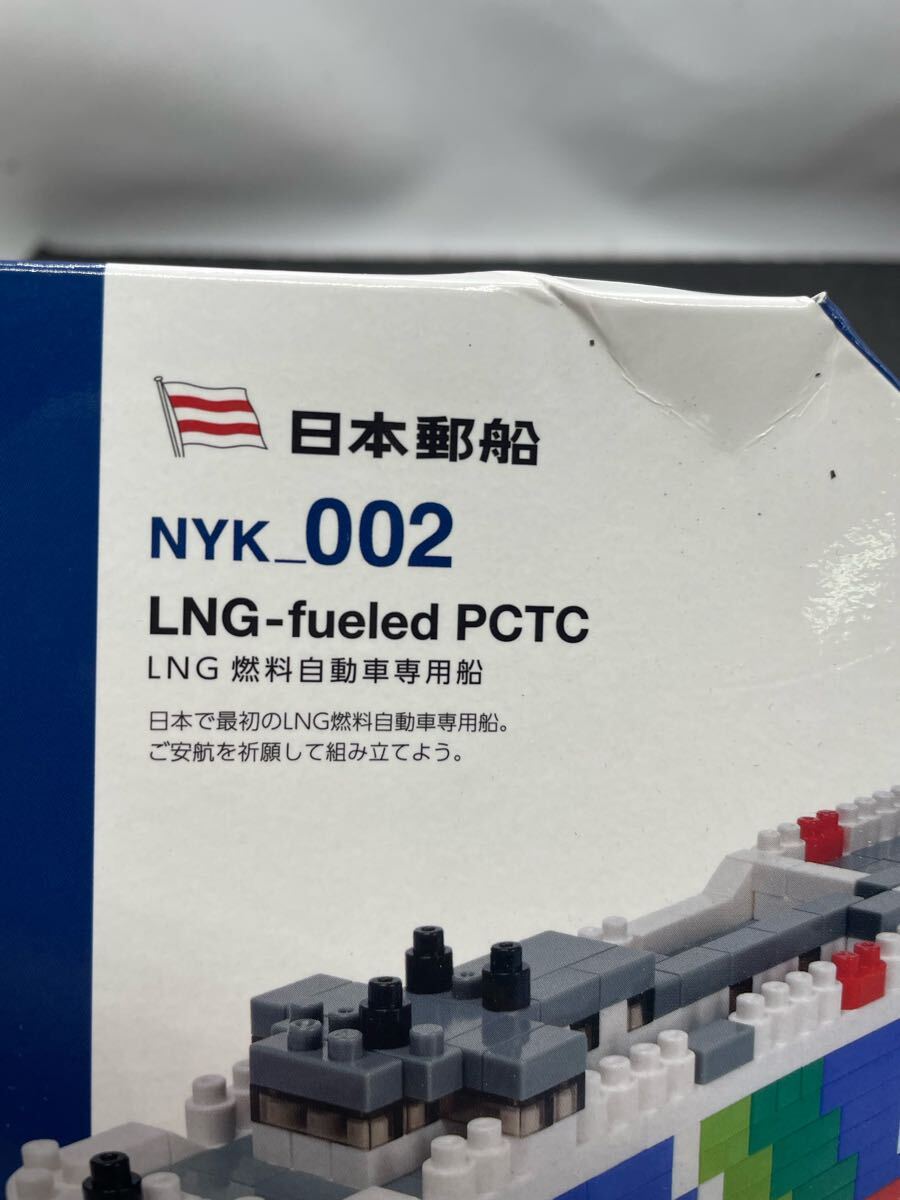 日本郵船
NYK_002
LNG-fueled PCTC
LNG 燃料自動車専用船
日本で最初のLNG燃料自動車専用船。
ご安航を祈願して組み立てよう。